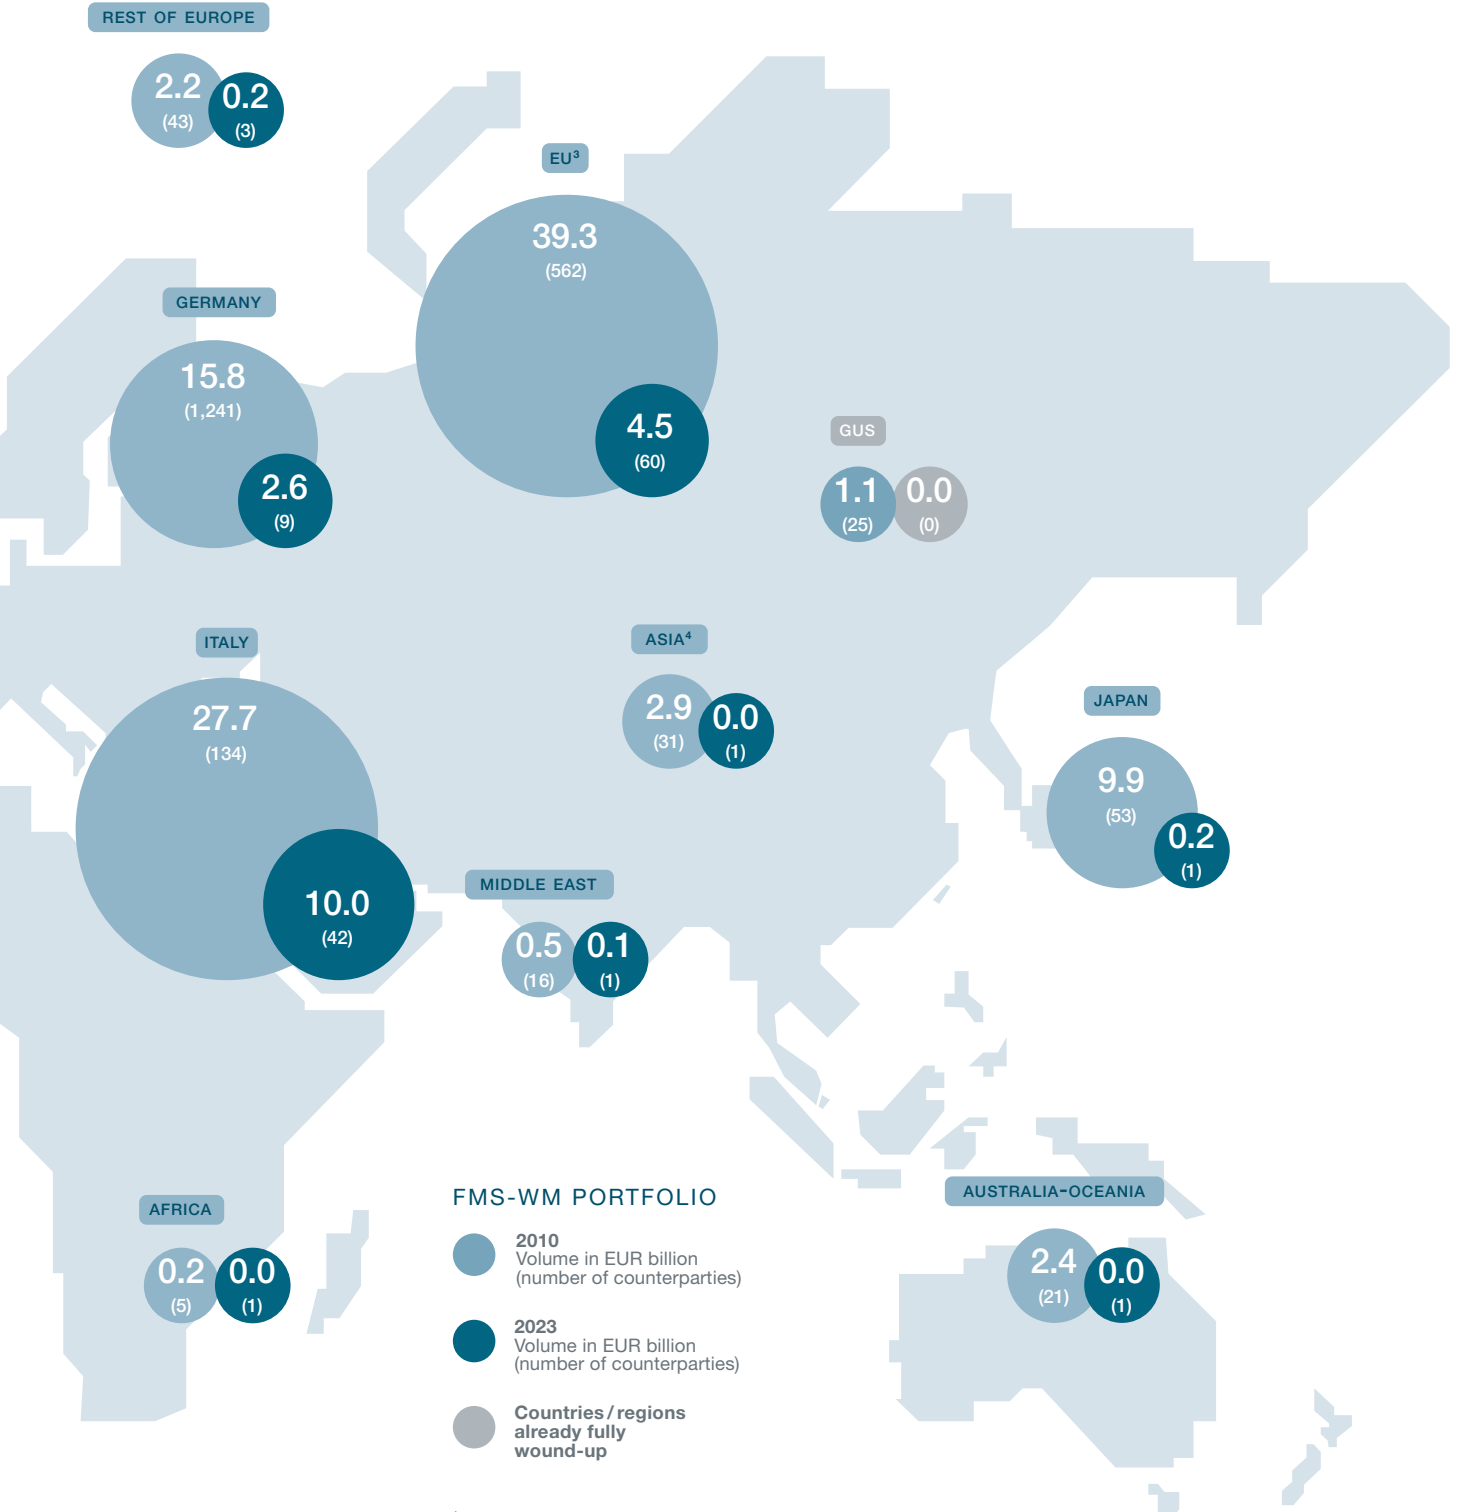 REST OF EUROPE
2.2
(43)
0.2
(3)
EU³
39.3
(562)
4.5
(60)
GERMANY
15.8
(1,241)
2.6
(9)
GUS
1.1
(25)
0.0
(0)
ITALY
27.7
(134)
10.0
(42)
ASIA⁴
2.9
(31)
0.0
(1)
JAPAN
9.9
(53)
0.2
(1)
MIDDLE EAST
0.5
(16)
0.1
(1)
AFRICA
0.2
(5)
0.0
(1)
AUSTRALIA-OCEANIA
2.4
(21)
0.0
(1)
FMS-WM PORTFOLIO
2010
Volume in EUR billion
(number of counterparties)
2023
Volume in EUR billion
(number of counterparties)
Countries/regions
already fully
wound-up